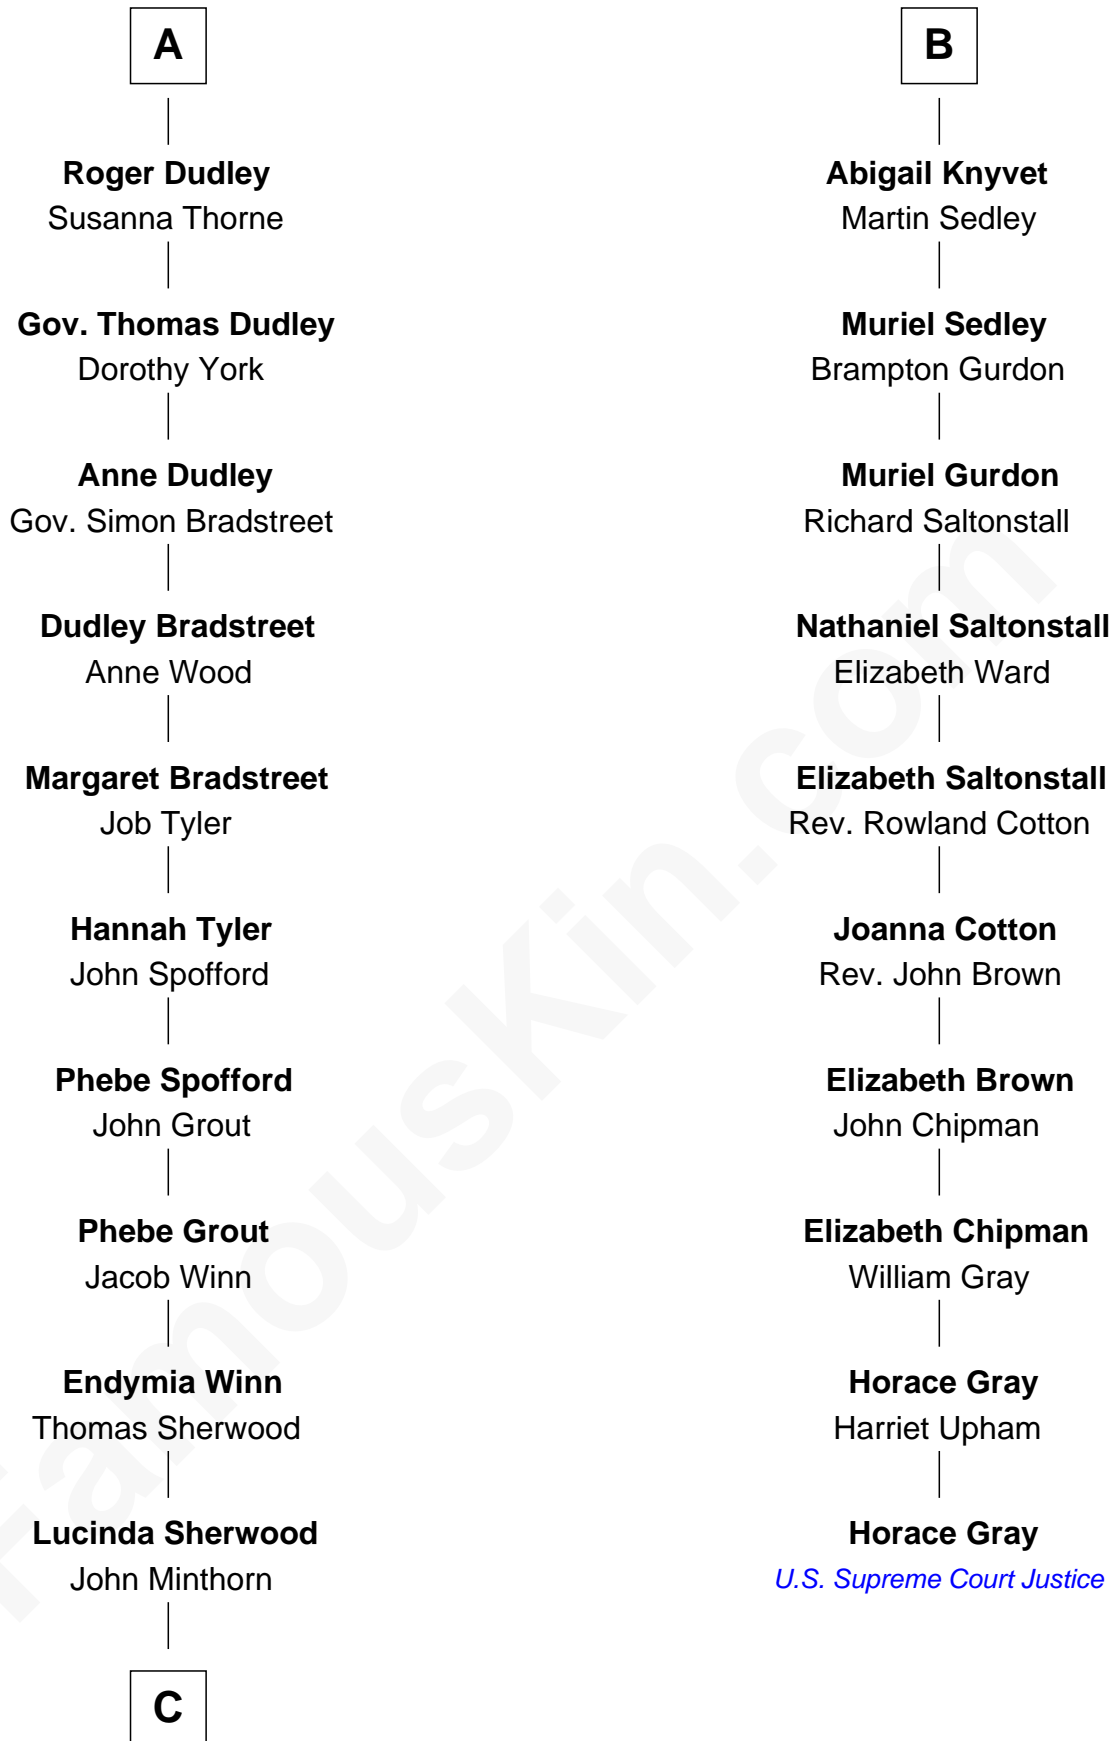 A
Roger Dudley
Susanna Thorne
Gov. Thomas Dudley
Dorothy York
Anne Dudley
Gov. Simon Bradstreet
Dudley Bradstreet
Anne Wood
Margaret Bradstreet
Job Tyler
Hannah Tyler
John Spofford
Phebe Spofford
John Grout
Phebe Grout
Jacob Winn
Endymia Winn
Thomas Sherwood
Lucinda Sherwood
John Minthorn
C
B
Abigail Knyvet
Martin Sedley
Muriel Sedley
Brampton Gurdon
Muriel Gurdon
Richard Saltonstall
Nathaniel Saltonstall
Elizabeth Ward
Elizabeth Saltonstall
Rev. Rowland Cotton
Joanna Cotton
Rev. John Brown
Elizabeth Brown
John Chipman
Elizabeth Chipman
William Gray
Horace Gray
Harriet Upham
Horace Gray
U.S. Supreme Court Justice
FamousKin.com